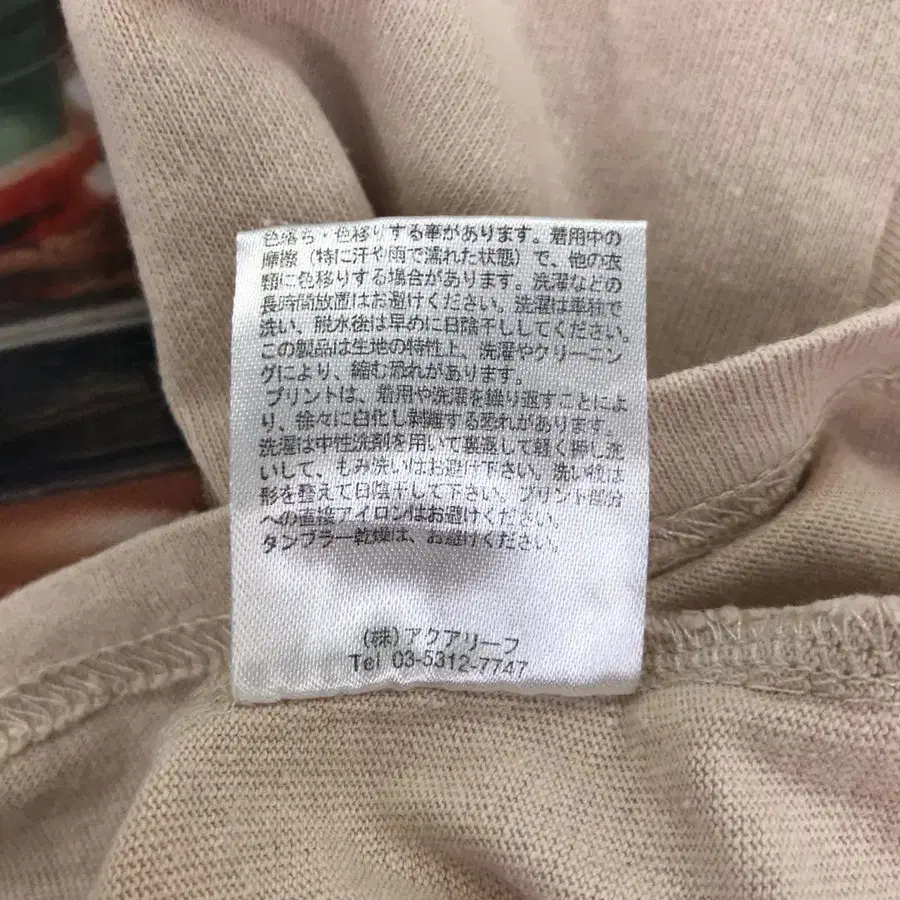 色落ち・色移りする事があります。着用中の
摩擦（特に汗や雨で濡れた状態）で、他の衣
類に色移りする場合があります。洗濯などの
長時間放置はお避けください。洗濯は単独で
洗い、脱水後は早めに日陰干ししてください。
この製品は生地の特性上、洗濯やクリーニン
グにより、縮む恐れがあります。
プリントは、着用や洗濯を繰り返すことによ
り、徐々に白化し剥離する恐れがあります。
洗濯は中性洗剤を用いて裏返して軽く押し洗
いして、もみ洗いはお避け下さい。洗い後は
形を整えて日陰干して下さい。プリント部分
への直接アイロンはお避けください。
タンブラー乾燥は、お避けください。
(株)アクアリーフ
Tel 03-5312-7747